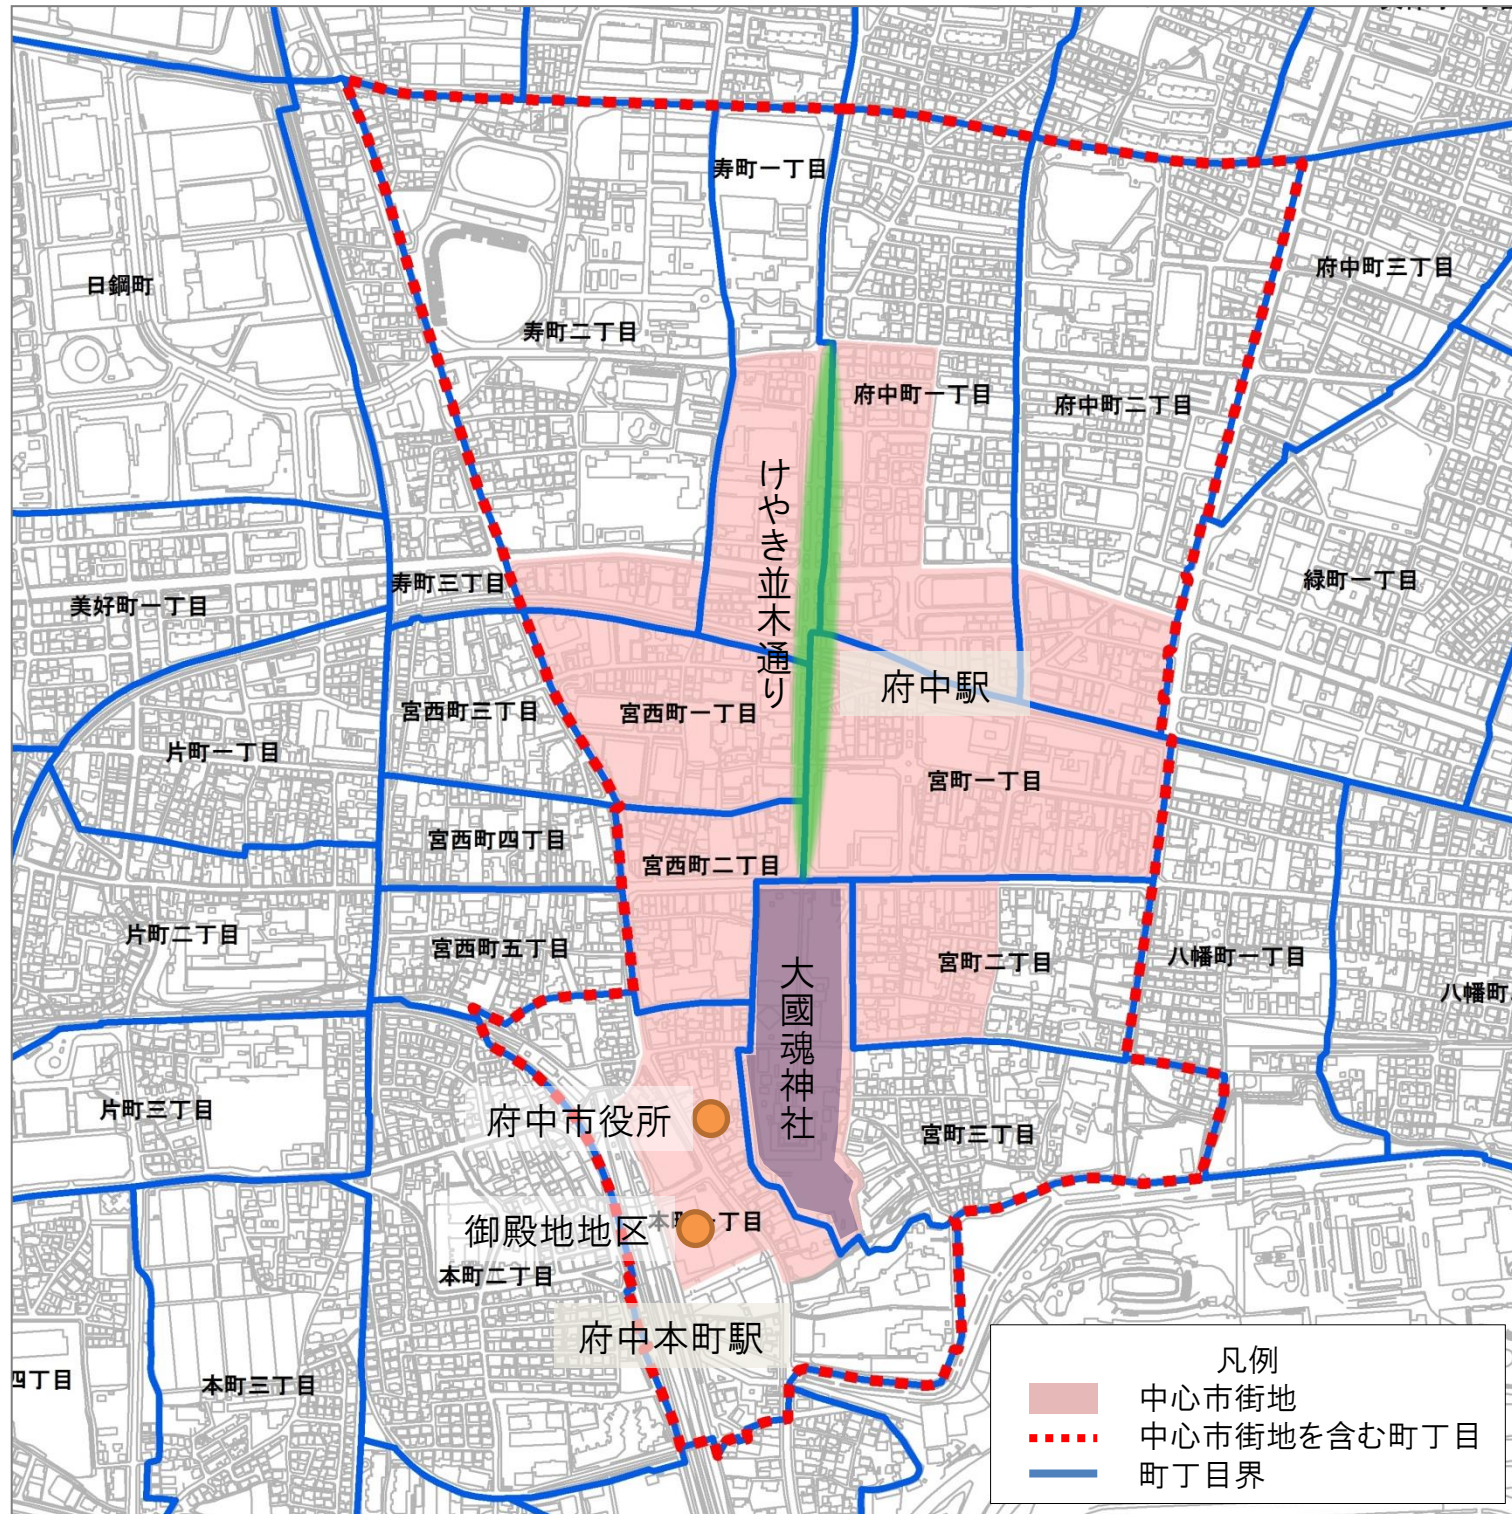 寿町一丁目
府中町三丁目
日鋼町
寿町二丁目
府中町一丁目
府中町二丁目
けやき並木通り
寿町三丁目
緑町一丁目
美好町一丁目
府中駅
宮西町三丁目
宮西町一丁目
片町一丁目
宮町一丁目
宮西町四丁目
宮西町二丁目
片町二丁目
宮西町五丁目
大國魂神社
宮町二丁目
八幡町一丁目
八幡町
片町三丁目
府中市役所
宮町三丁目
御殿地地区
本町一丁目
本町二丁目
府中本町駅
四丁目
本町三丁目
凡例
中心市街地
中心市街地を含む町丁目
町丁目界